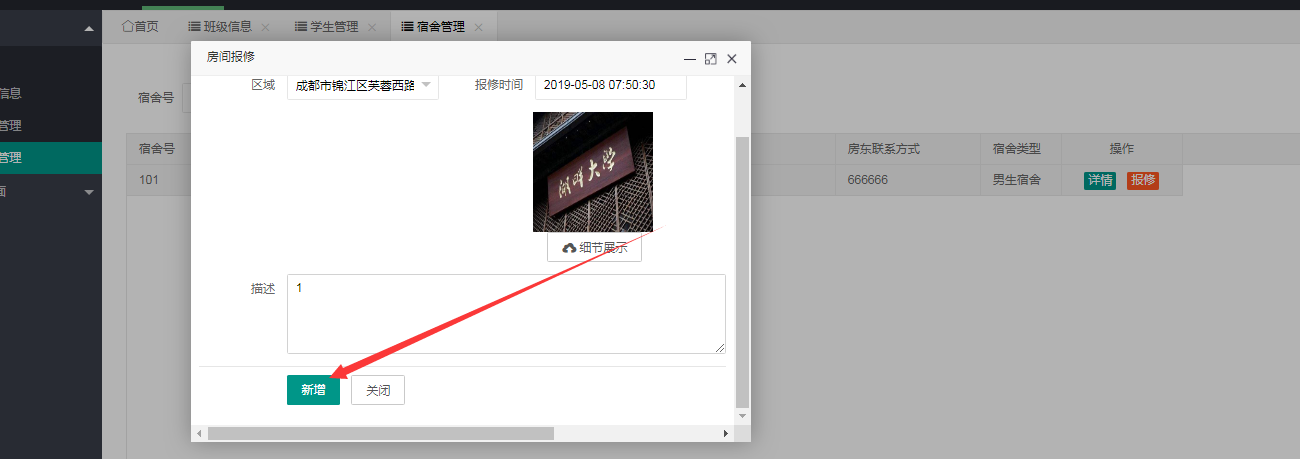 首页 班级信息 学生管理 宿舍管理
房间报修
信息
管理
管理
面
宿舍号
区域 成都市锦江区芙蓉西路 报修时间 2019-05-08 07:50:30
湖畔大学
细节展示
描述 1
新增 关闭
宿舍号 房东联系方式 宿舍类型 操作
101 666666 男生宿舍 详情 报修